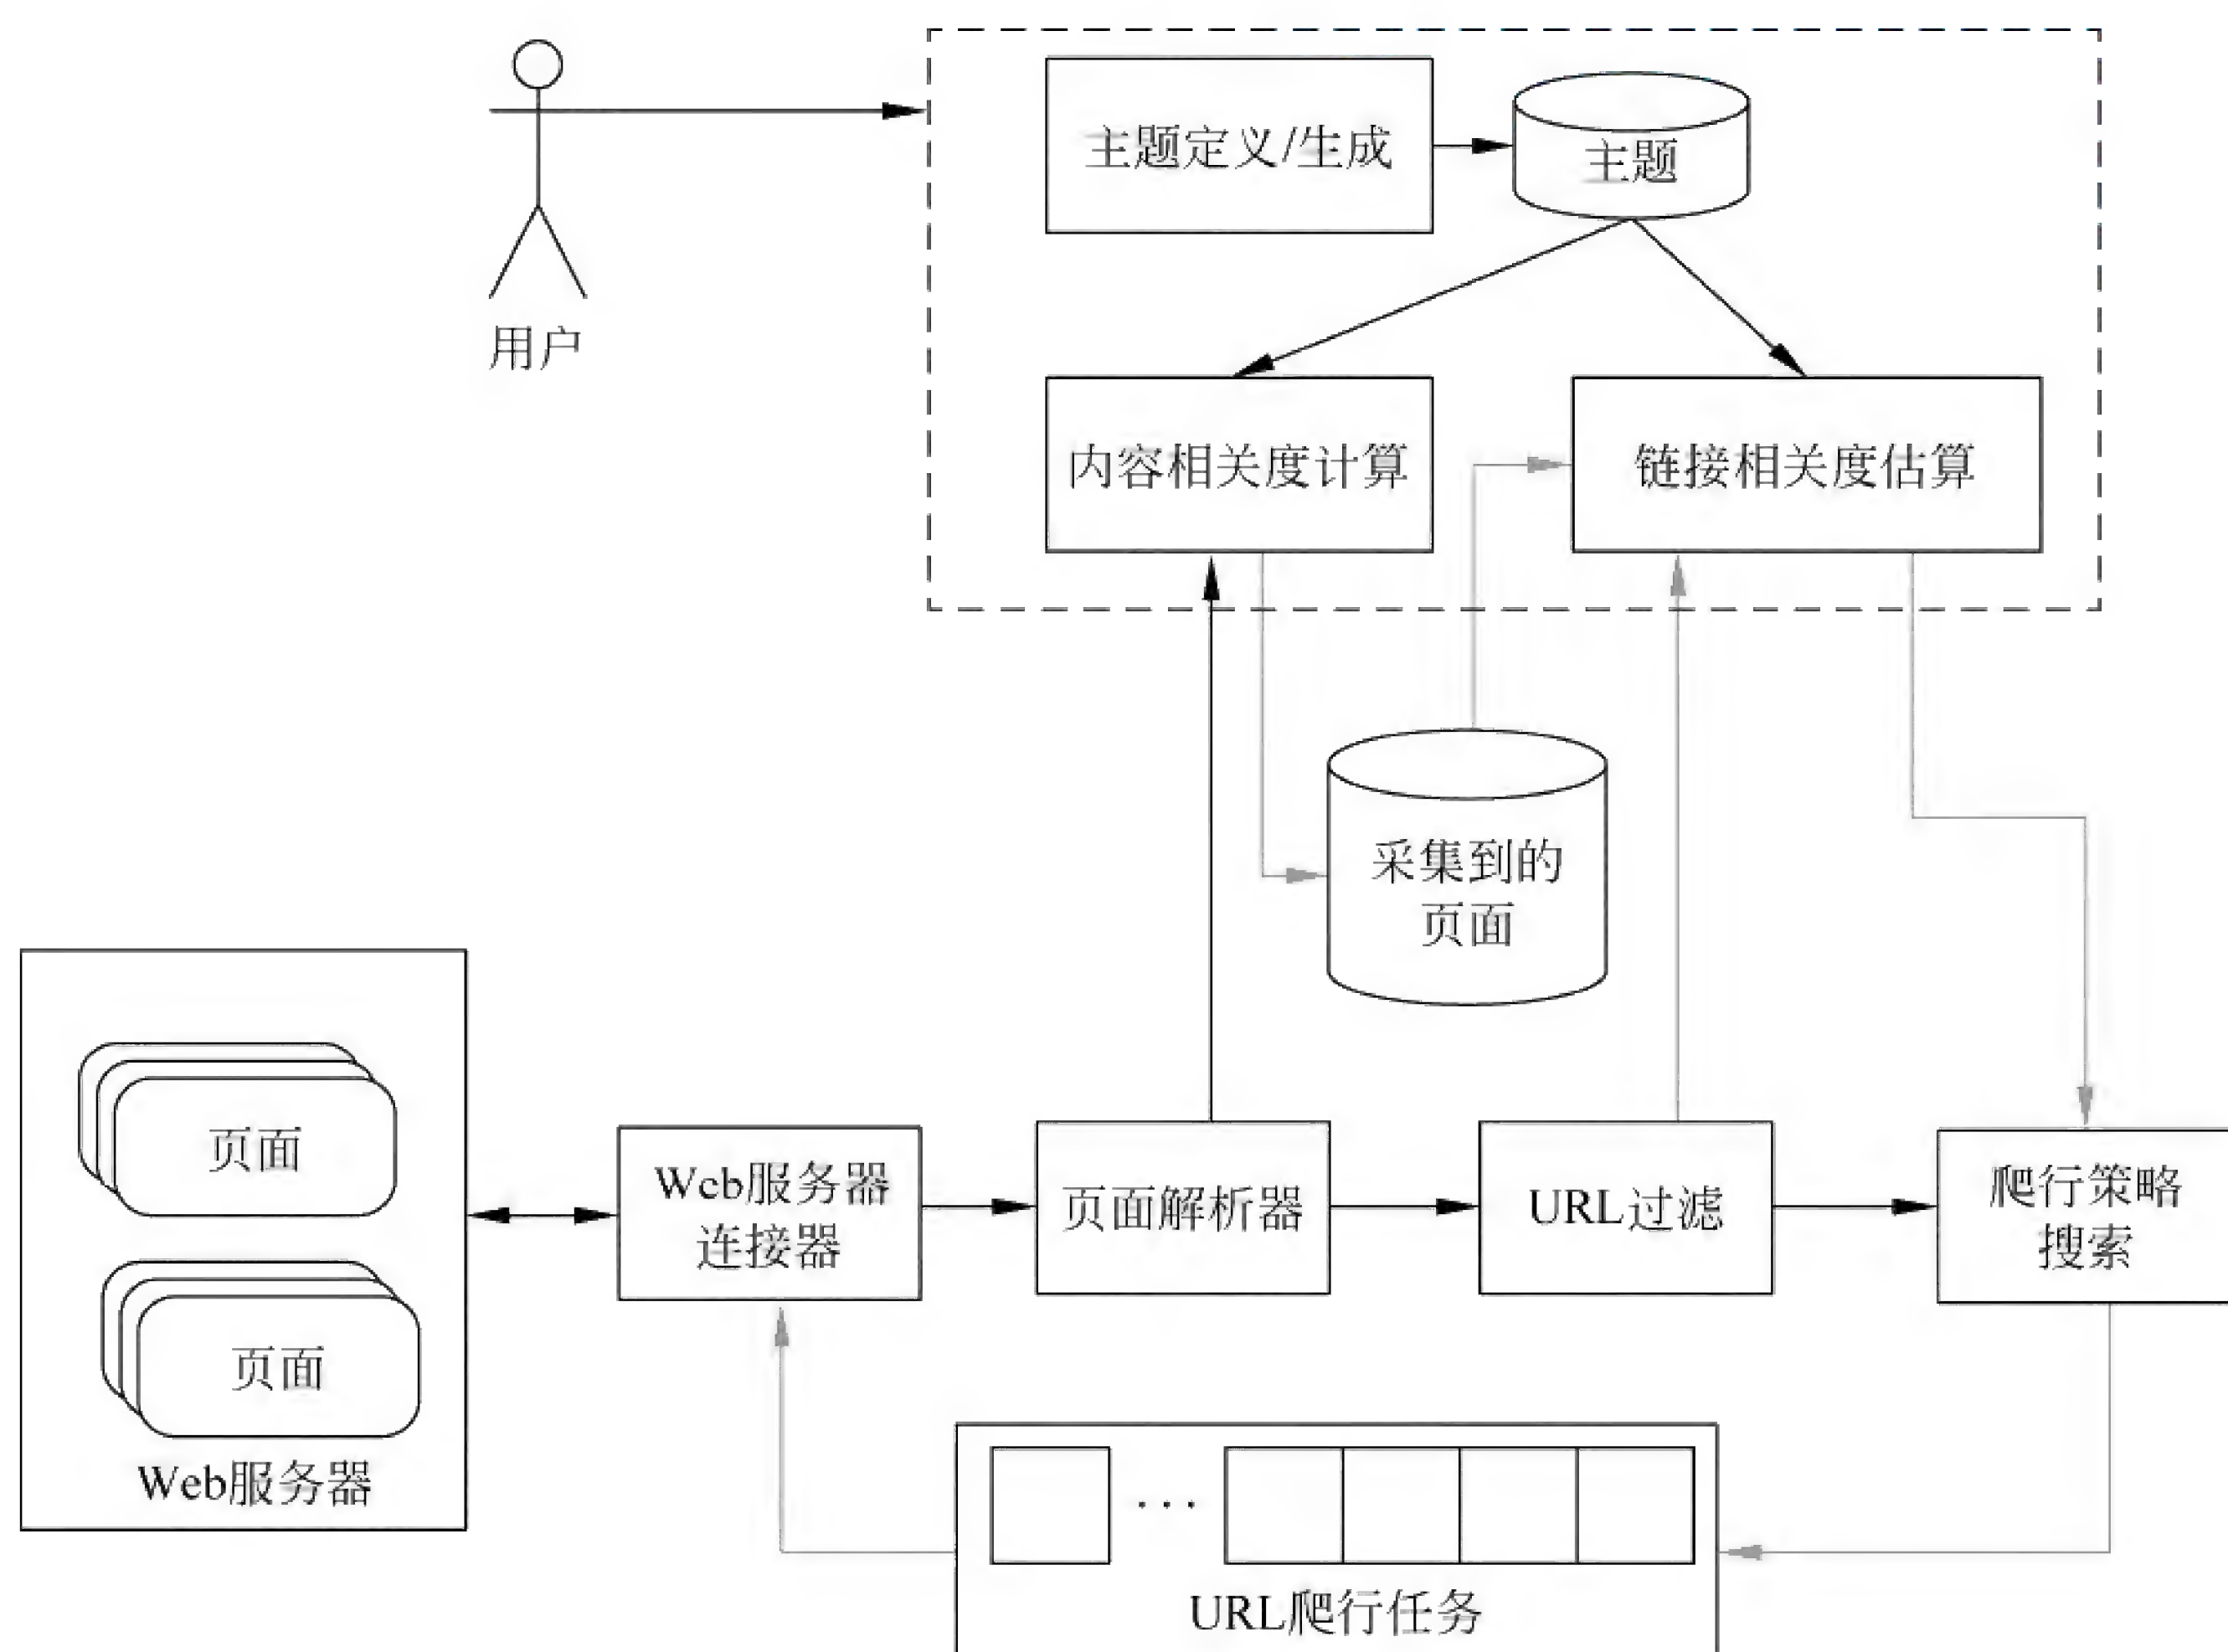 主题定义/生成
主题
用户
内容相关度计算
链接相关度估算
采集到的
页面
页面
页面
Web服务器
Web服务器
连接器
页面解析器
URL过滤
爬行策略
搜索
...
URL爬行任务